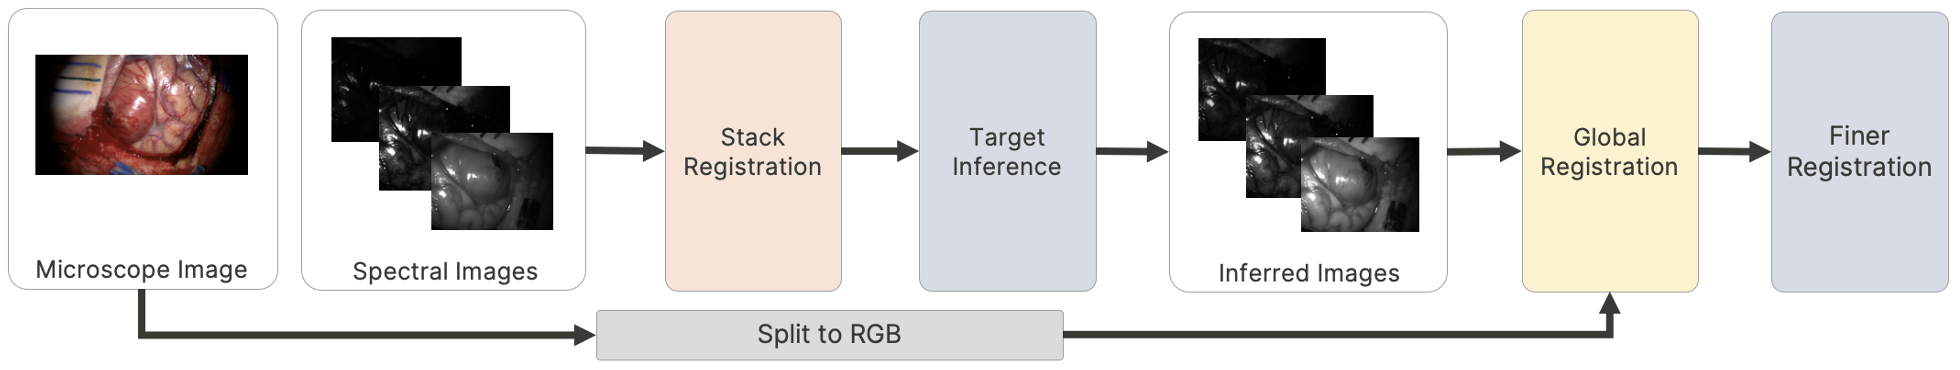 Microscope Image
Spectral Images
Stack
Registration
Target
Inference
Inferred Images
Global
Registration
Finer
Registration
Split to RGB